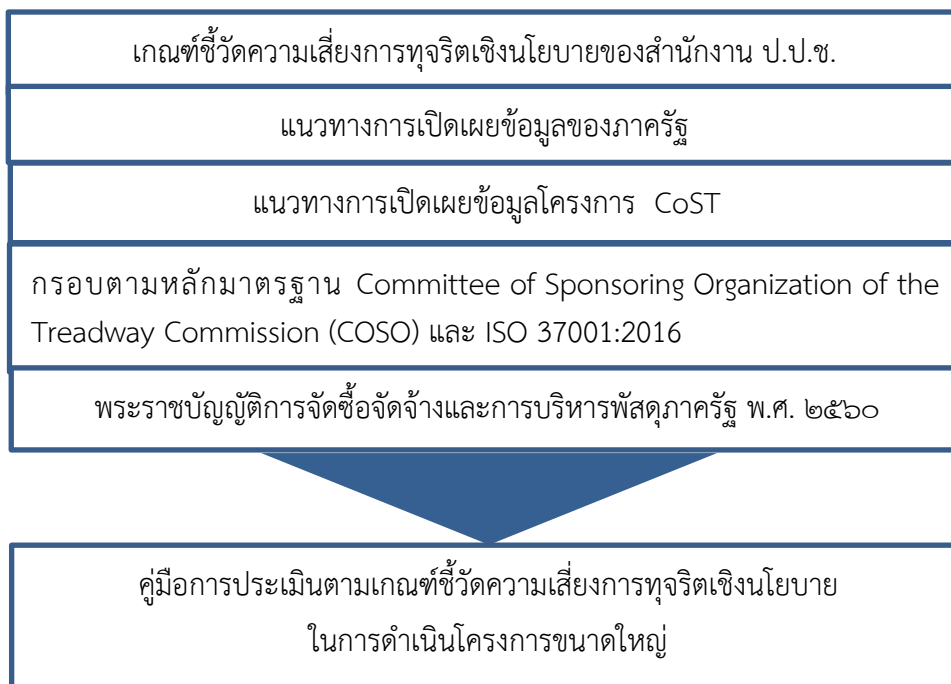 เกณฑ์ชี้วัดความเสี่ยงการทุจริตเชิงนโยบายของสำนักงาน ป.ป.ช.
แนวทางการเปิดเผยข้อมูลของภาครัฐ
แนวทางการเปิดเผยข้อมูลโครงการ CoST
กรอบตามหลักมาตรฐาน Committee of Sponsoring Organization of the
Treadway Commission (COSO) และ ISO 37001:2016
พระราชบัญญัติการจัดซื้อจัดจ้างและการบริหารพัสดุภาครัฐ พ.ศ. ๒๕๖๐
คู่มือการประเมินตามเกณฑ์ชี้วัดความเสี่ยงการทุจริตเชิงนโยบาย
ในการดำเนินโครงการขนาดใหญ่